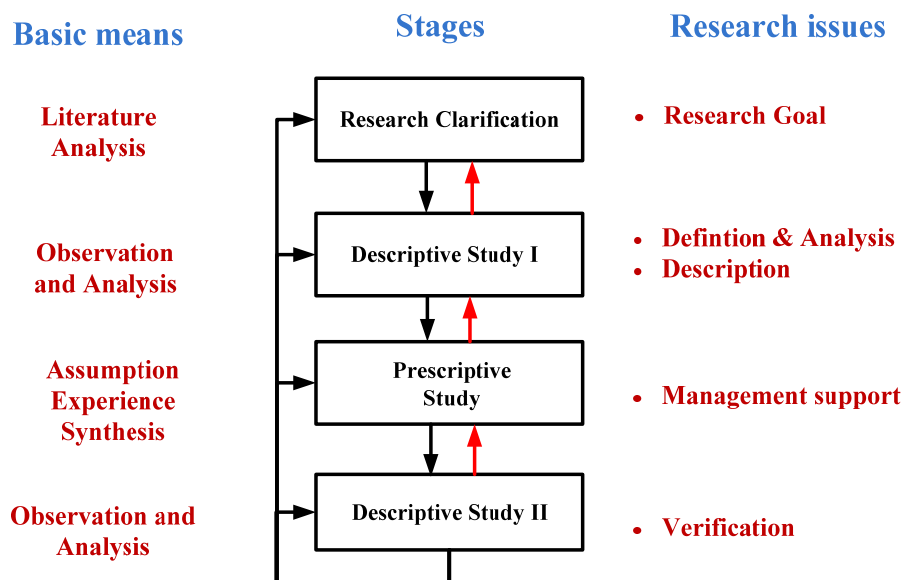 Basic means
Stages
Research issues
Literature
Analysis
Research Clarification
• Research Goal
Observation
and Analysis
Descriptive Study I
• Defintion & Analysis
• Description
Assumption
Experience
Synthesis
Prescriptive
Study
• Management support
Observation and
Analysis
Descriptive Study II
• Verification